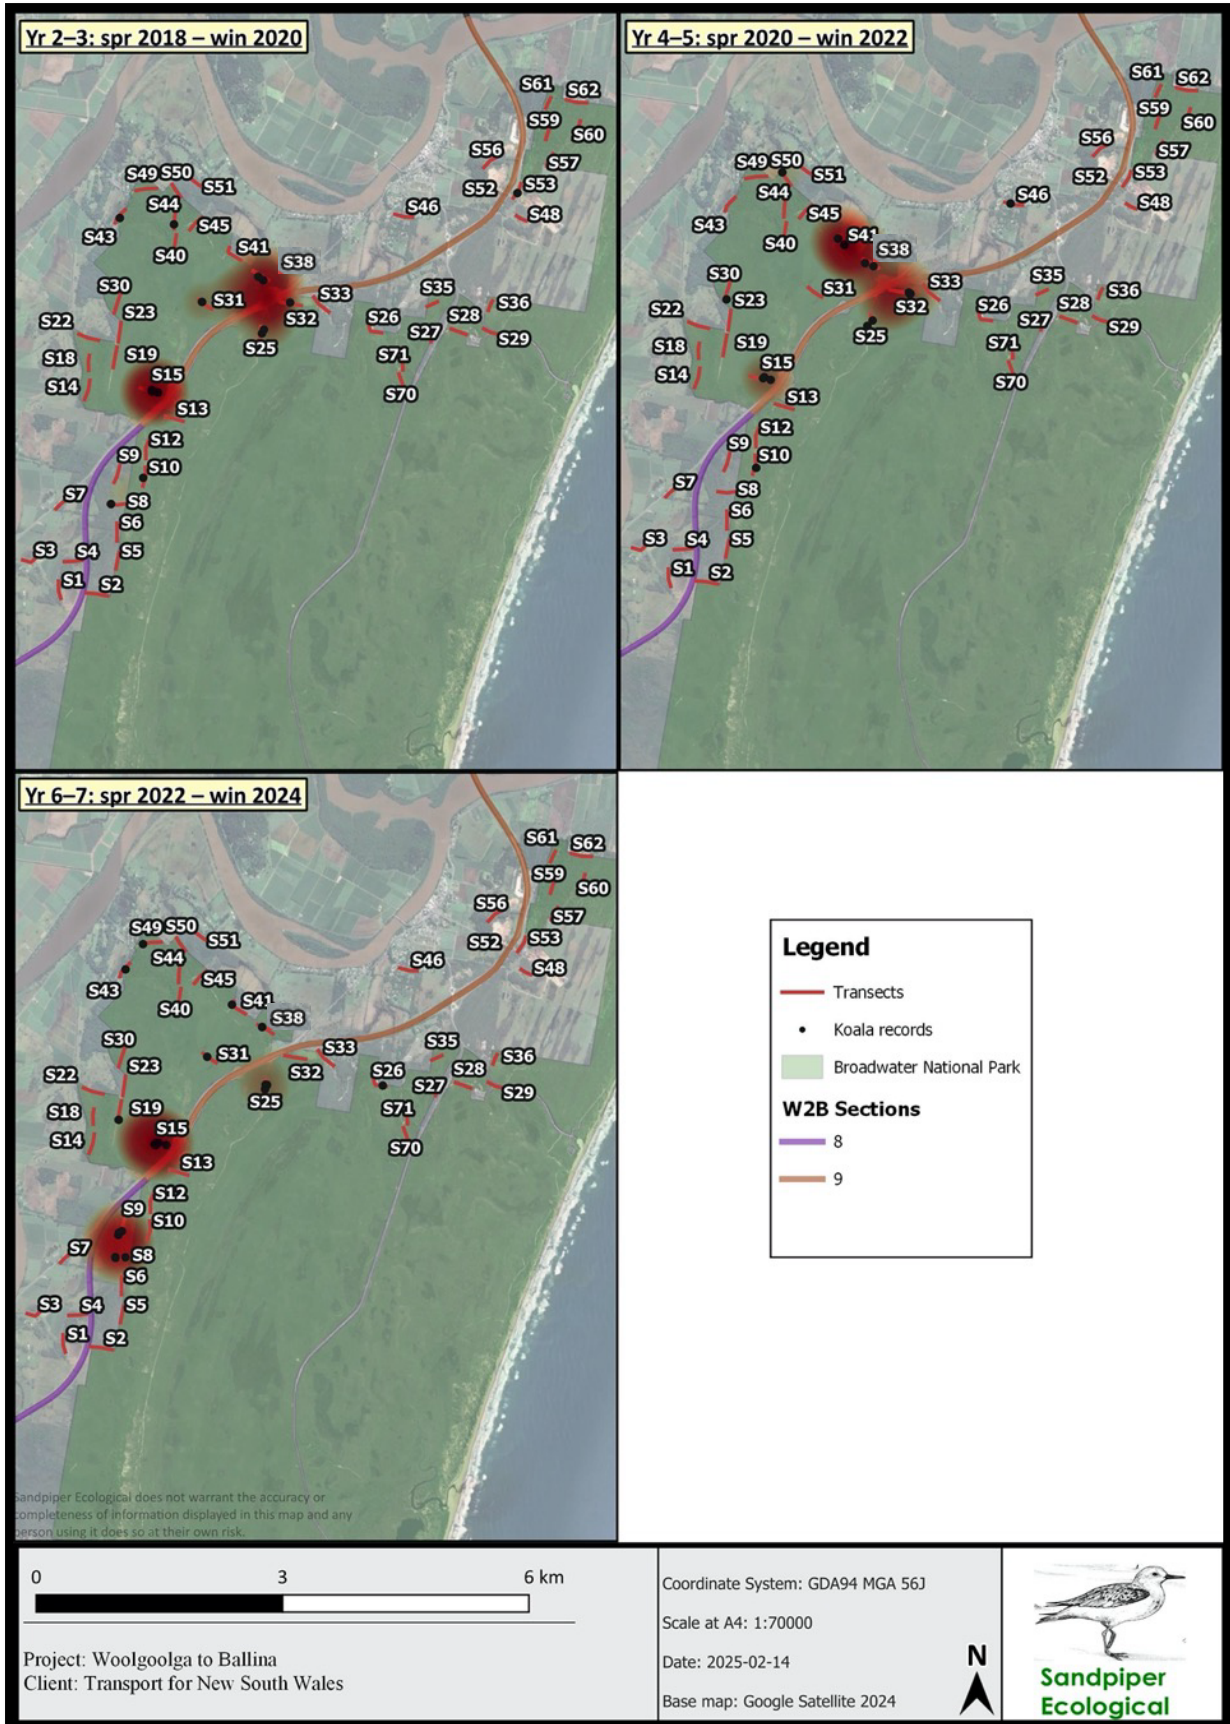 Yr 2–3: spr 2018 – win 2020
S61
S62
S59
S60
S56
S57
S52
S53
S48
S49 S50
S51
S44
S46
S45
S43
S40
S41
S38
S30
S31
S33
S35
S36
S23
S32
S26
S28
S22
S27
S29
S25
S18
S19
S71
S14
S15
S70
S13
S12
S9
S10
S7
S8
S6
S3
S4
S5
S1
S2
Yr 4–5: spr 2020 – win 2022
S61
S62
S59
S60
S56
S57
S52
S53
S48
S49 S50
S51
S44
S46
S45
S43
S40
S41
S38
S30
S31
S33
S35
S36
S23
S32
S26
S28
S22
S27
S29
S25
S18
S19
S71
S14
S15
S70
S13
S12
S9
S10
S7
S8
S6
S3
S4
S5
S1
S2
Yr 6–7: spr 2022 – win 2024
S61
S62
S59
S60
S56
S57
S52
S53
S48
S49 S50
S51
S44
S46
S45
S43
S40
S41
S38
S30
S31
S33
S35
S36
S23
S32
S26
S28
S22
S27
S29
S25
S18
S19
S71
S14
S15
S70
S13
S12
S9
S10
S7
S8
S6
S3
S4
S5
S1
S2
Sandpiper Ecological does not warrant the accuracy or
completeness of information displayed in this map and any
person using it does so at their own risk.
Legend
Transects
Koala records
Broadwater National Park
W2B Sections
8
9
0 3 6 km
Project: Woolgoolga to Ballina
Client: Transport for New South Wales
Coordinate System: GDA94 MGA 56J
Scale at A4: 1:70000
Date: 2025-02-14
Base map: Google Satellite 2024
N
Sandpiper
Ecological